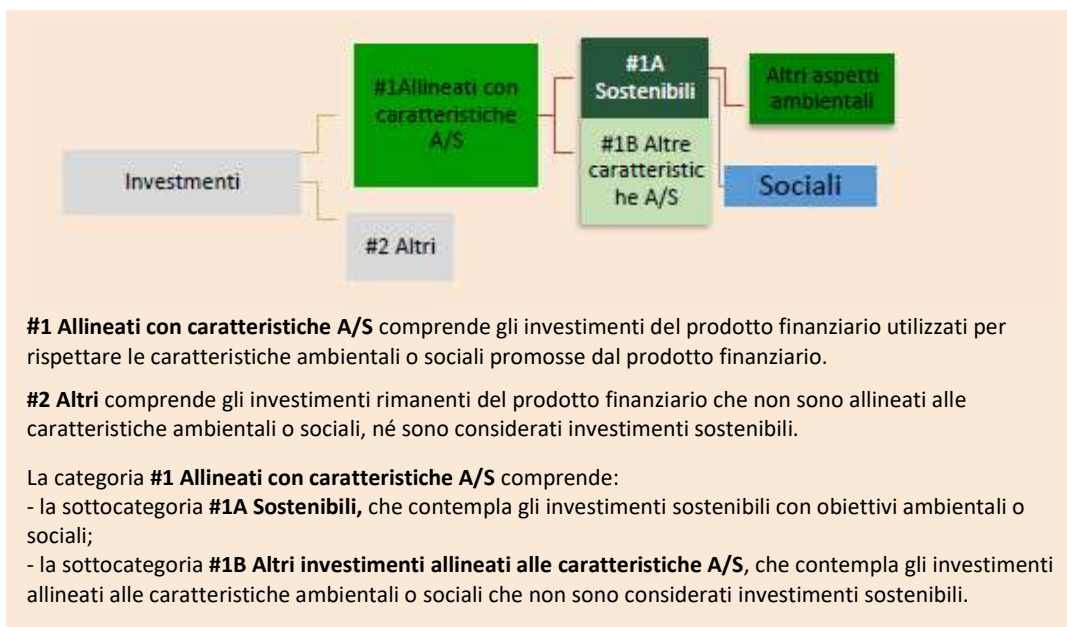 #1A
Sostenibili
Altri aspetti
ambientali
#1Allineati con
caratteristiche
A/S
#1B Altre
caratteristic
he A/S
Investmenti
Sociali
#2 Altri
#1 Allineati con caratteristiche A/S comprende gli investimenti del prodotto finanziario utilizzati per
rispettare le caratteristiche ambientali o sociali promosse dal prodotto finanziario.
#2 Altri comprende gli investimenti rimanenti del prodotto finanziario che non sono allineati alle
caratteristiche ambientali o sociali, né sono considerati investimenti sostenibili.
La categoria #1 Allineati con caratteristiche A/S comprende:
- la sottocategoria #1A Sostenibili, che contempla gli investimenti sostenibili con obiettivi ambientali o
sociali;
- la sottocategoria #1B Altri investimenti allineati alle caratteristiche A/S, che contempla gli investimenti
allineati alle caratteristiche ambientali o sociali che non sono considerati investimenti sostenibili.